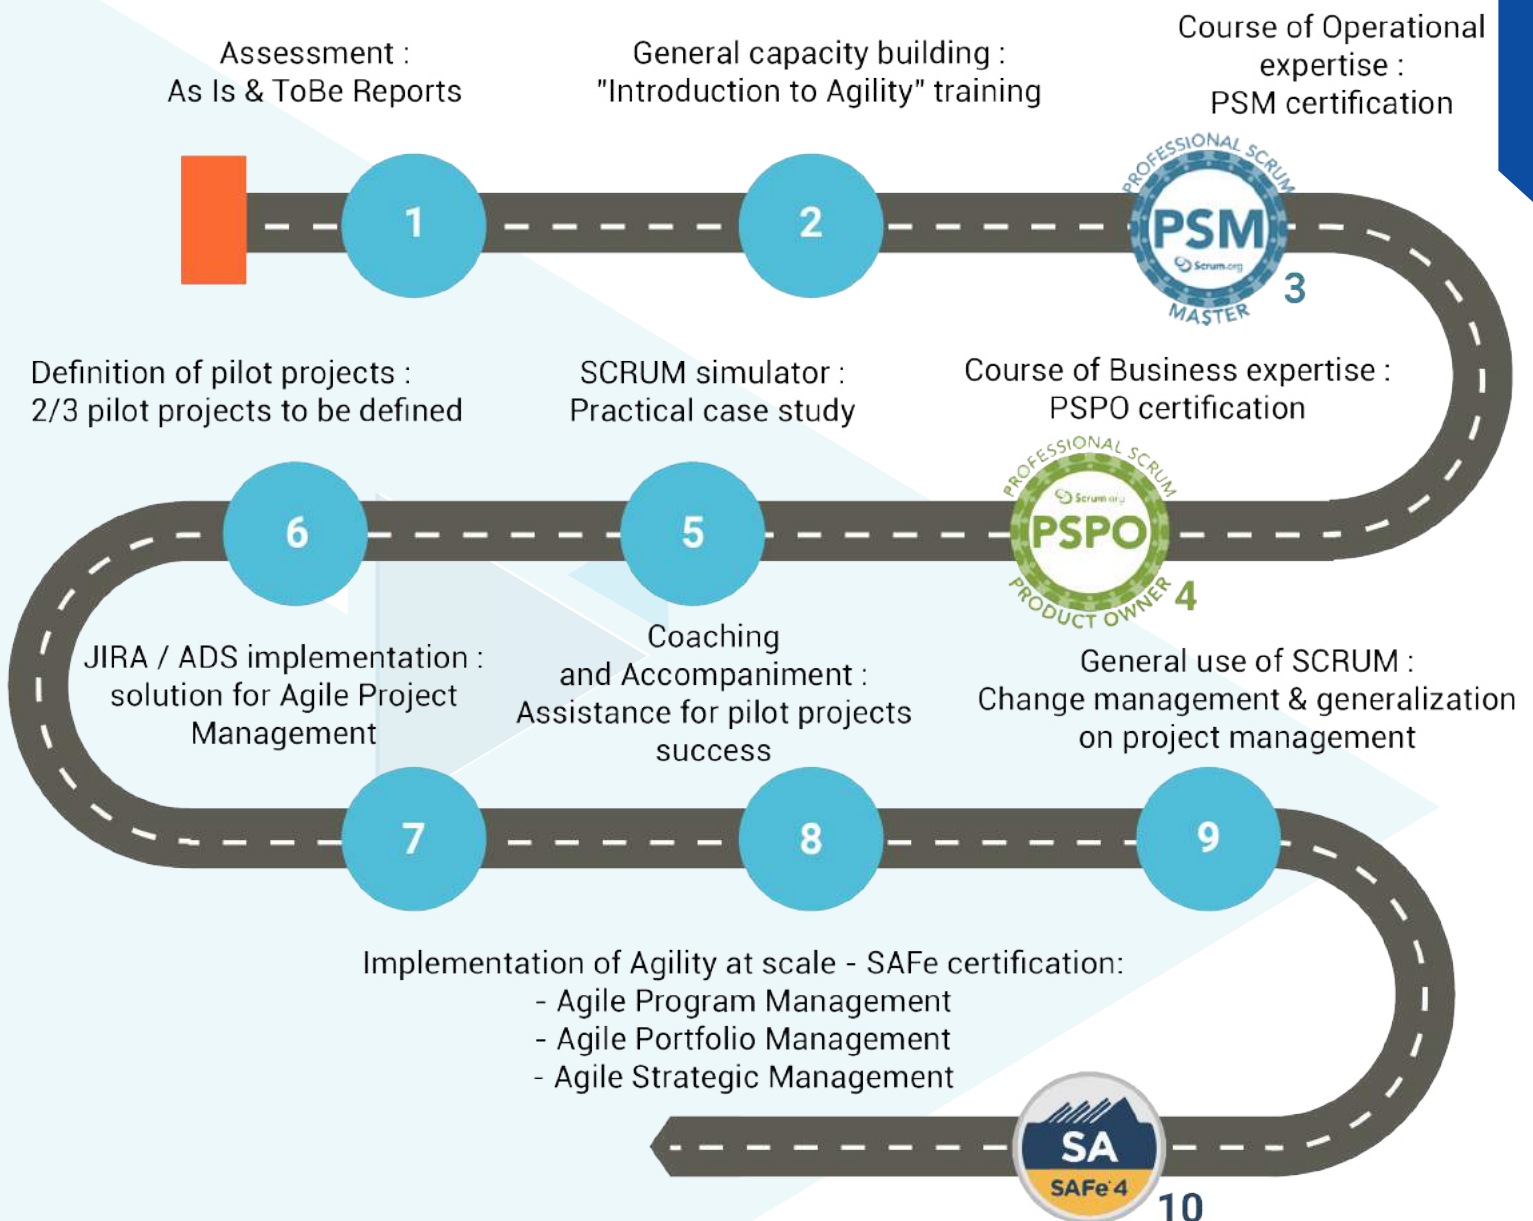 Assessment :
As Is & ToBe Reports
1
General capacity building :
"Introduction to Agility" training
2
Course of Operational
expertise :
PSM certification
PROFESSIONAL SCRUM
PSM
Scrum.org
MASTER
3
Course of Business expertise :
PSPO certification
PROFESSIONAL SCRUM
Scrum.org
PSPO
PRODUCT OWNER
4
SCRUM simulator :
Practical case study
5
Definition of pilot projects :
2/3 pilot projects to be defined
6
JIRA / ADS implementation :
solution for Agile Project
Management
7
Coaching
and Accompaniment :
Assistance for pilot projects
success
8
General use of SCRUM :
Change management & generalization
on project management
9
Implementation of Agility at scale - SAFe certification:
- Agile Program Management
- Agile Portfolio Management
- Agile Strategic Management
SA
SAFe 4
10